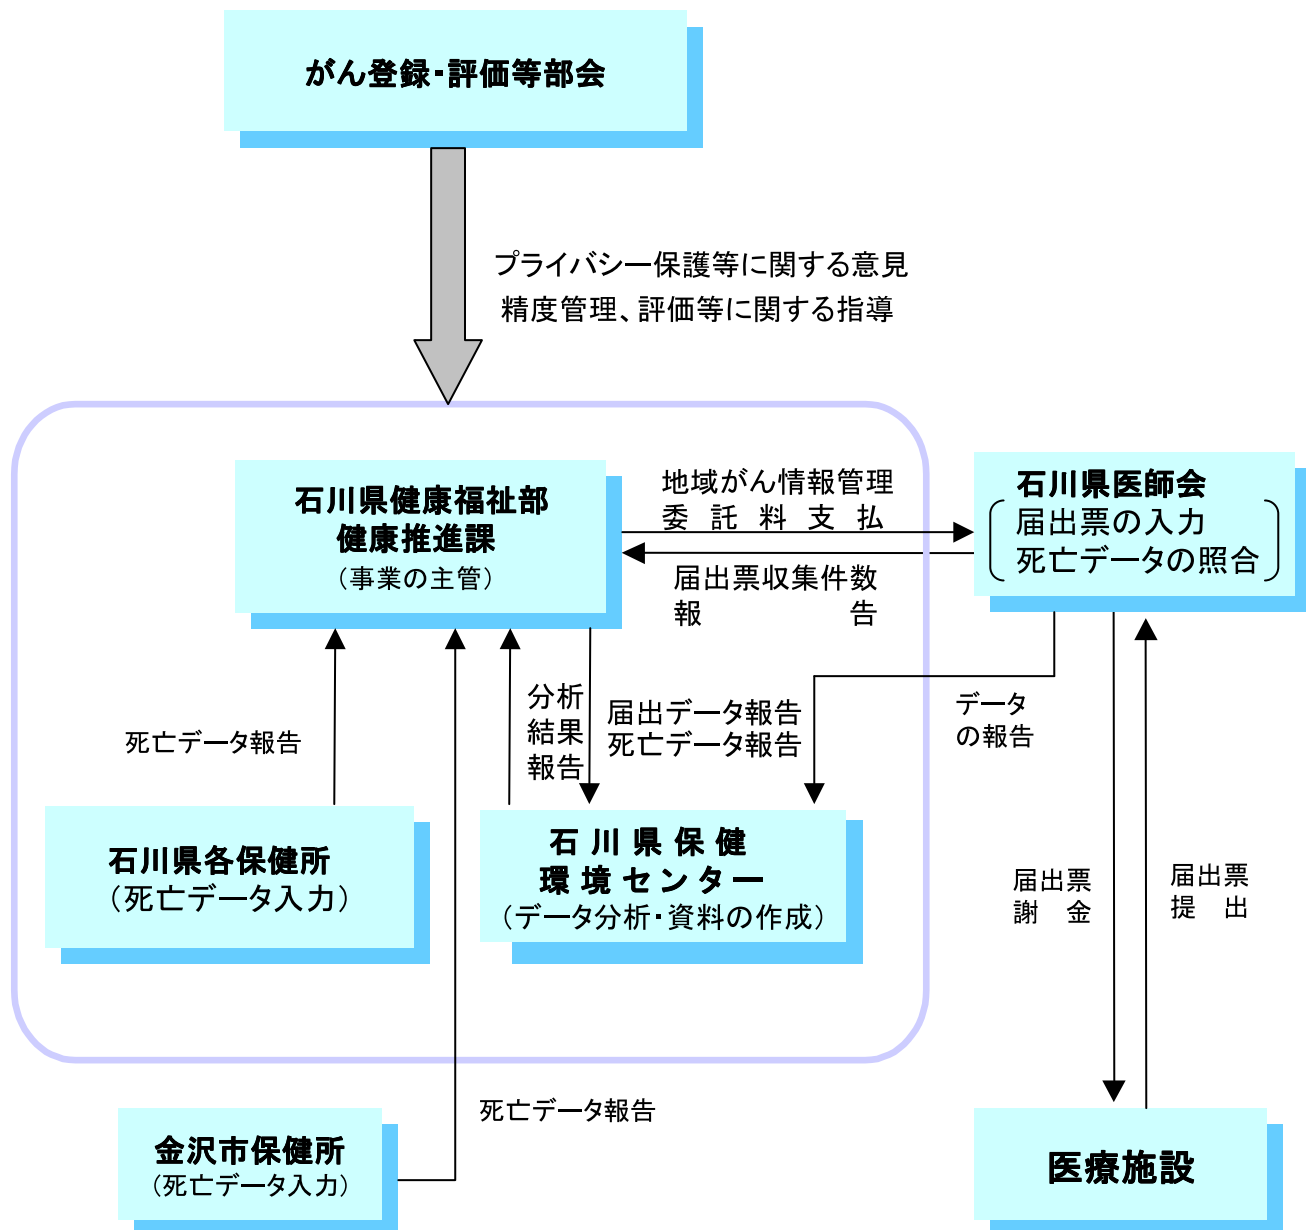 がん登録・評価等部会
プライバシー保護等に関する意見
精度管理、評価等に関する指導
石川県健康福祉部
健康推進課
（事業の主管）
地域がん情報管理
委託料支払
届出票収集件数
報告
石川県医師会
届出票の入力
死亡データの照合
死亡データ報告
分析
結果
報告
届出データ報告
死亡データ報告
データ
の報告
石川県各保健所
（死亡データ入力）
石川県保健
環境センター
（データ分析・資料の作成）
届出票
謝金
届出票
提出
死亡データ報告
金沢市保健所
（死亡データ入力）
医療施設